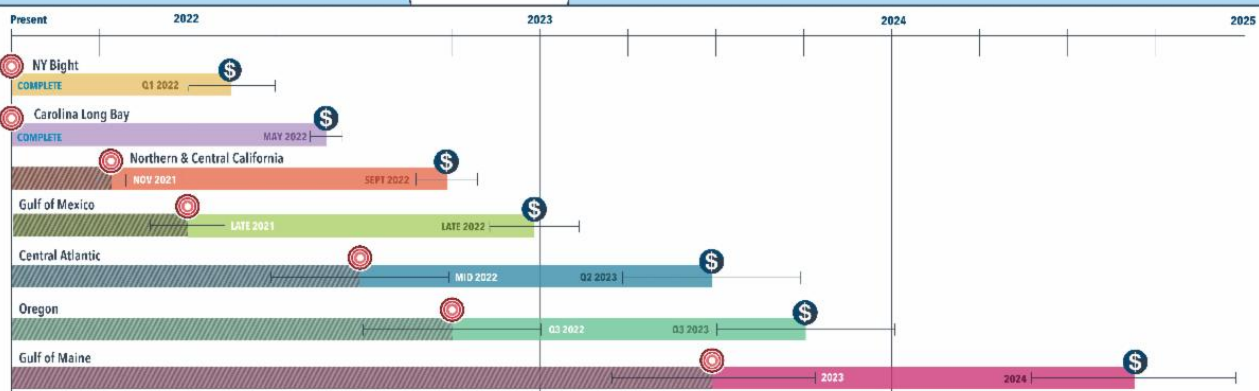 Present 2022 2023 2024 2025
NY Bight
$
COMPLETE Q1 2022
Carolina Long Bay
$
COMPLETE MAY 2022
Northern & Central California
$
NOV 2021 SEPT 2022
Gulf of Mexico
$
LATE 2021 LATE 2022
Central Atlantic
$
MID 2022 Q2 2023
Oregon
$
Q3 2022 Q3 2023
Gulf of Maine
$
2023 2024